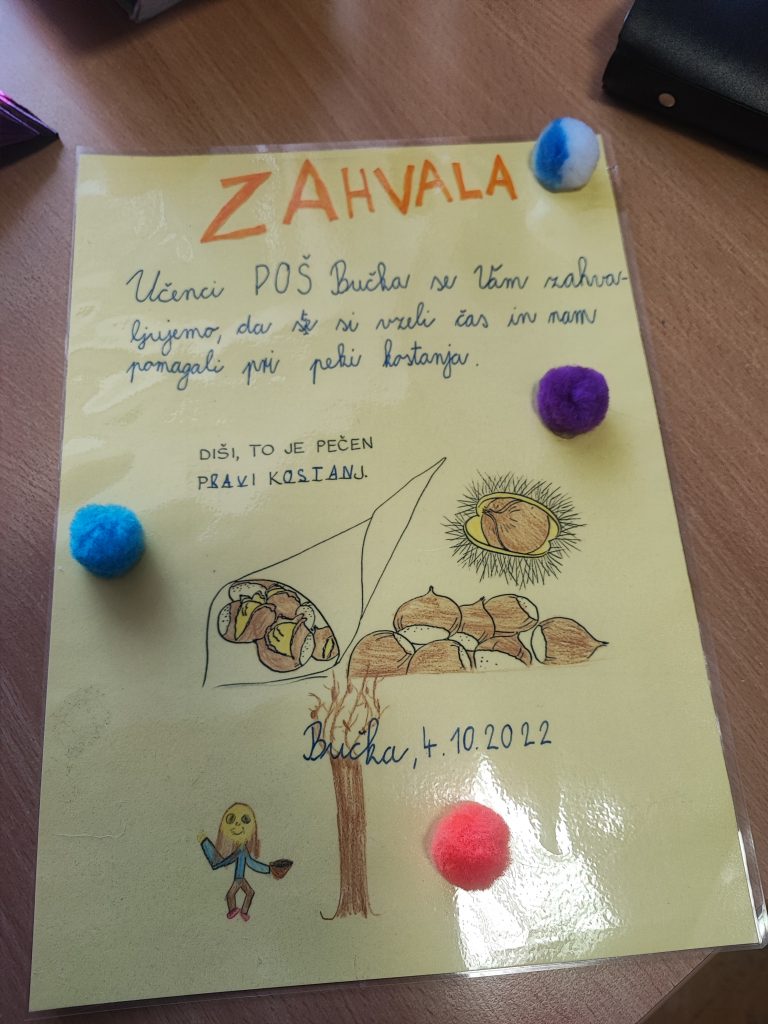 ZAHVALA
Učenci POŠ Bučka se Vam zahva-
ljujemo, da si vzeli čas in nam
pomagali pri peki kostanja.
DIŠI, TO JE PEČEN
PRAVI KOSTANJ.
Bučka, 4.10.2022